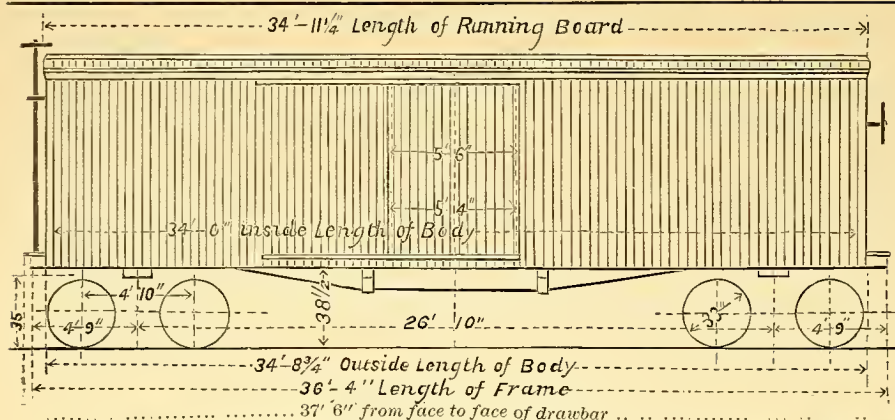 34'-11¼" Length of Running Board
5' 6"
5' 4"
34' 0" inside Length of Body
4' 10"
38½
33"
35
4' 9"
26' 10"
4' 9"
34'-8¾" Outside Length of Body
36'-4" Length of Frame
37' 6" from face to face of drawbar